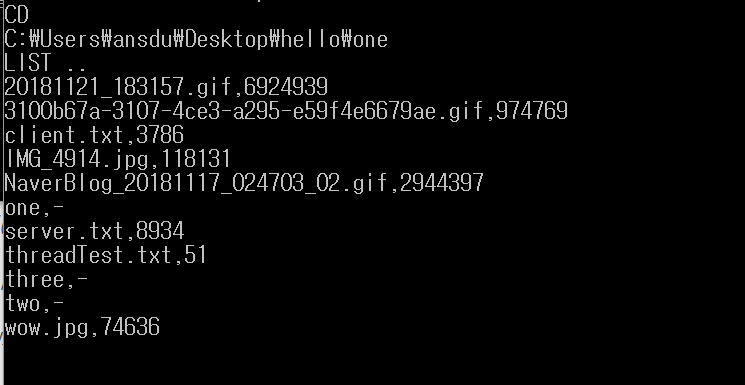 CD
C:₩Users₩ansdu₩Desktop₩hello₩one
LIST ..
20181121_183157.gif,6924939
3100b67a-3107-4ce3-a295-e59f4e6679ae.gif,974769
client.txt,3786
IMG_4914.jpg,118131
NaverBlog_20181117_024703_02.gif,2944397
one,-
server.txt,8934
threadTest.txt,51
three,-
two,-
wow.jpg,74636